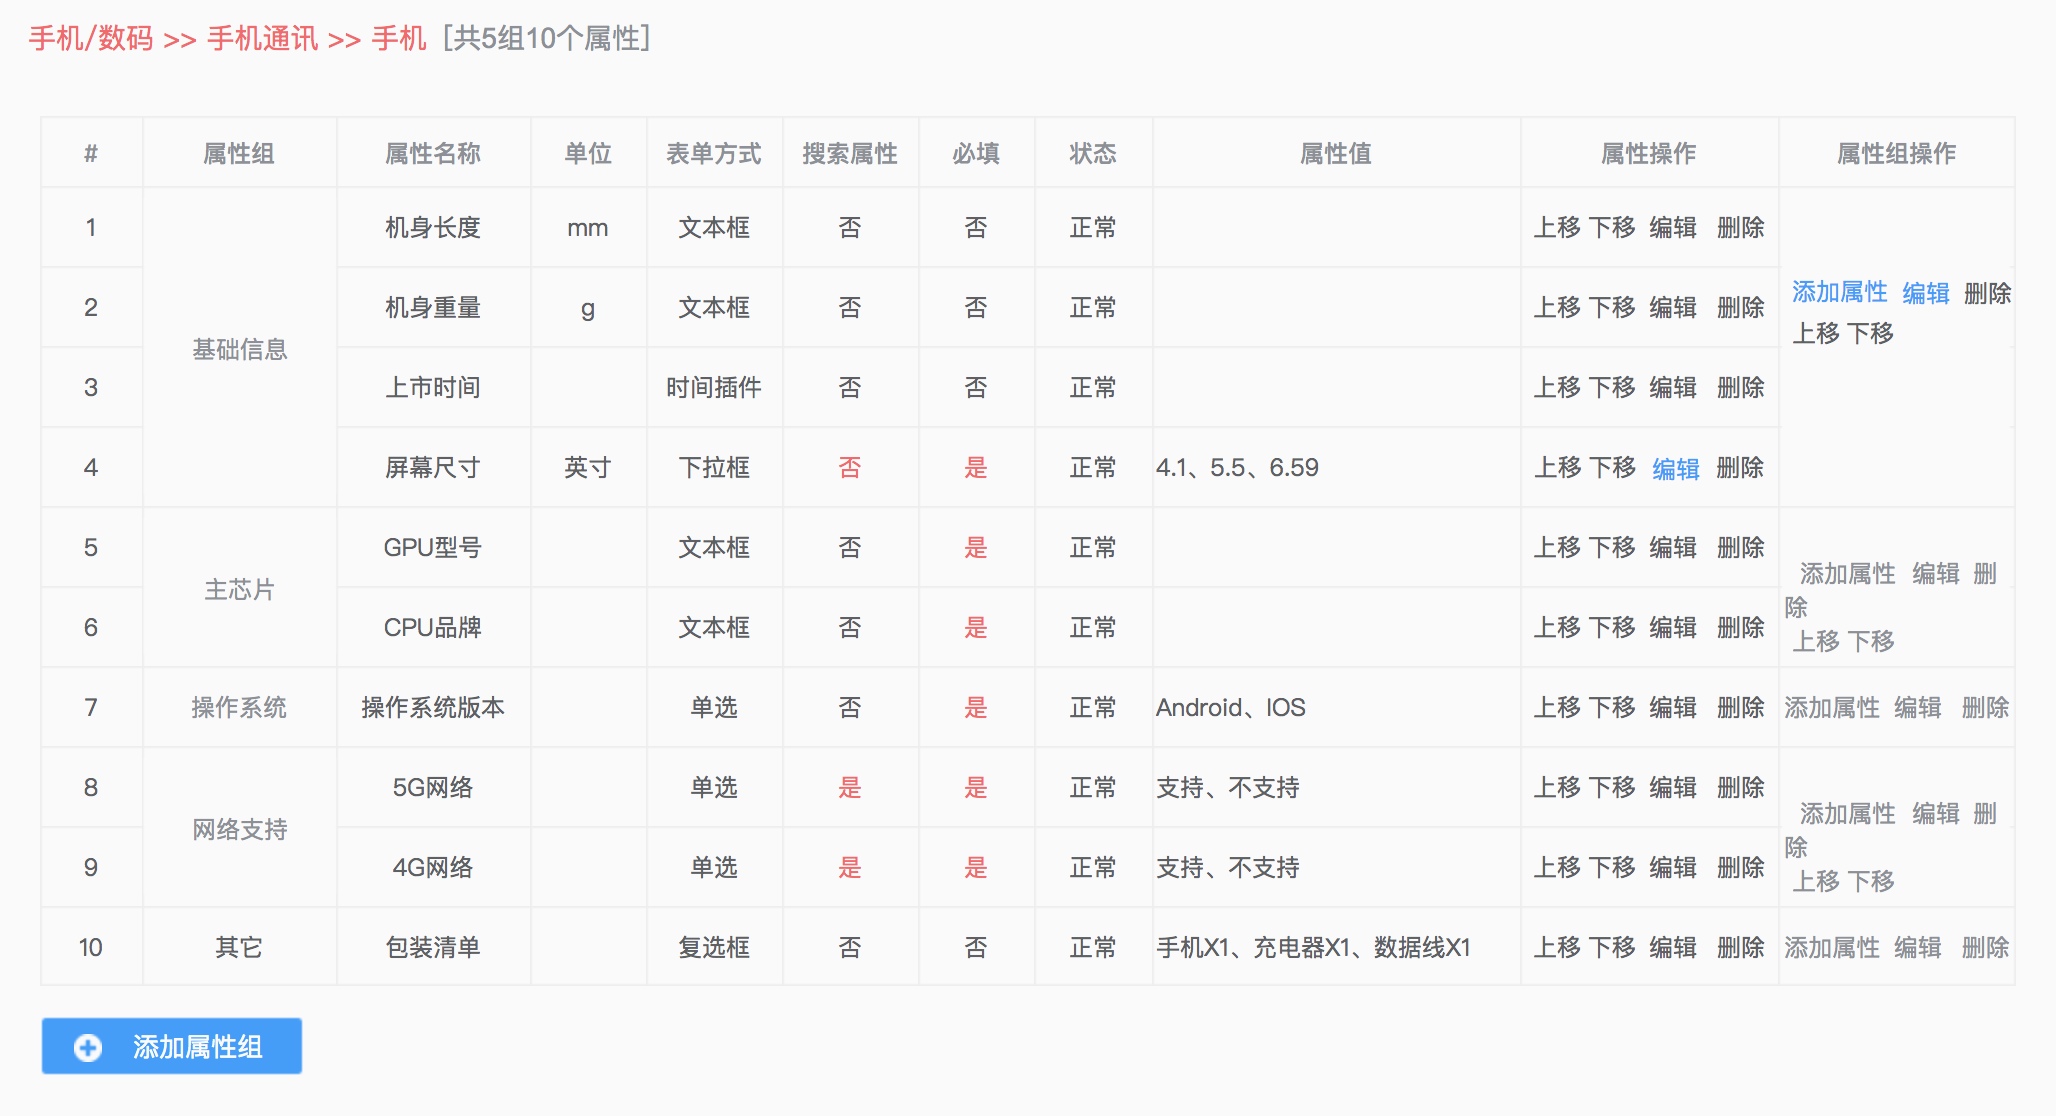 手机/数码 >> 手机通讯 >> 手机 [共5组10个属性]
# 属性组 属性名称 单位 表单方式 搜索属性 必填 状态 属性值 属性操作 属性组操作
1 基础信息 机身长度 mm 文本框 否 否 正常 上移 下移 编辑 删除
2 机身重量 g 文本框 否 否 正常 上移 下移 编辑 删除 添加属性 编辑 删除
上移 下移
3 上市时间 时间插件 否 否 正常 上移 下移 编辑 删除
4 屏幕尺寸 英寸 下拉框 否 是 正常 4.1、5.5、6.59 上移 下移 编辑 删除
5 主芯片 GPU型号 文本框 否 是 正常 上移 下移 编辑 删除 添加属性 编辑 删
除
上移 下移
6 CPU品牌 文本框 否 是 正常 上移 下移 编辑 删除
7 操作系统 操作系统版本 单选 否 是 正常 Android、IOS 上移 下移 编辑 删除 添加属性 编辑 删除
8 网络支持 5G网络 单选 是 是 正常 支持、不支持 上移 下移 编辑 删除 添加属性 编辑 删
除
上移 下移
9 4G网络 单选 是 是 正常 支持、不支持 上移 下移 编辑 删除
10 其它 包装清单 复选框 否 否 正常 手机X1、充电器X1、数据线X1 上移 下移 编辑 删除 添加属性 编辑 删除
添加属性组